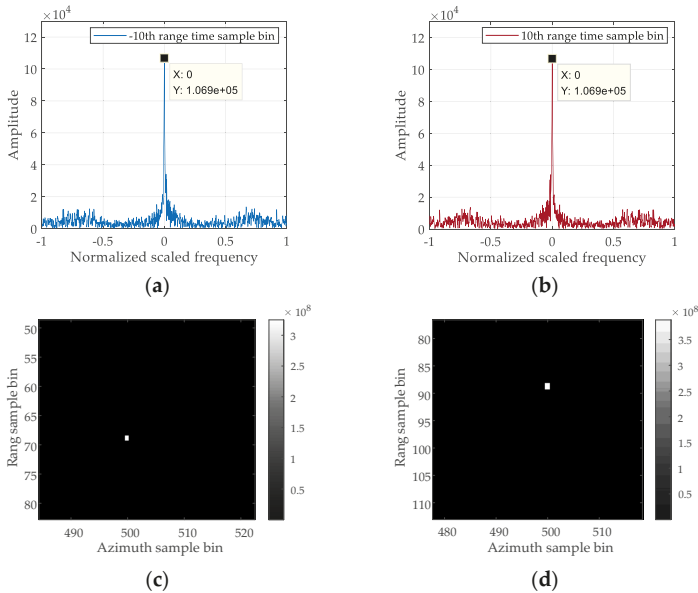 × 10⁴
-10th range time sample bin
12
10
8
6
4
2
0
X: 0
Y: 1.069e+05
Amplitude
-1 -0.5 0 0.5 1
Normalized scaled frequency
(a)
× 10⁴
10th range time sample bin
12
10
8
6
4
2
0
X: 0
Y: 1.069e+05
Amplitude
-1 -0.5 0 0.5 1
Normalized scaled frequency
(b)
× 10⁸
50
55
60
65
70
75
80
Rang sample bin
490 500 510 520
Azimuth sample bin
3
2.5
2
1.5
1
0.5
(c)
× 10⁸
80
85
90
95
100
105
110
Rang sample bin
480 490 500 510
Azimuth sample bin
3.5
3
2.5
2
1.5
1
0.5
(d)